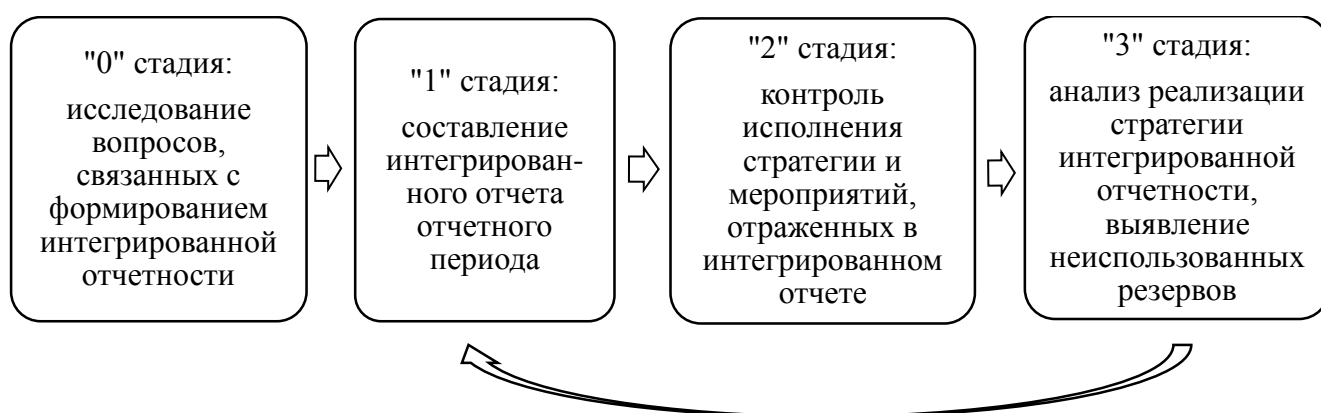 "0" стадия:
исследование
вопросов,
связанных с
формированием
интегрированной
отчетности
"1" стадия:
составление
интегрирован-
ного отчета
отчетного
периода
"2" стадия:
контроль
исполнения
стратегии и
мероприятий,
отраженных в
интегрированном
отчете
"3" стадия:
анализ реализации
стратегии
интегрированной
отчетности,
выявление
неиспользованных
резервов